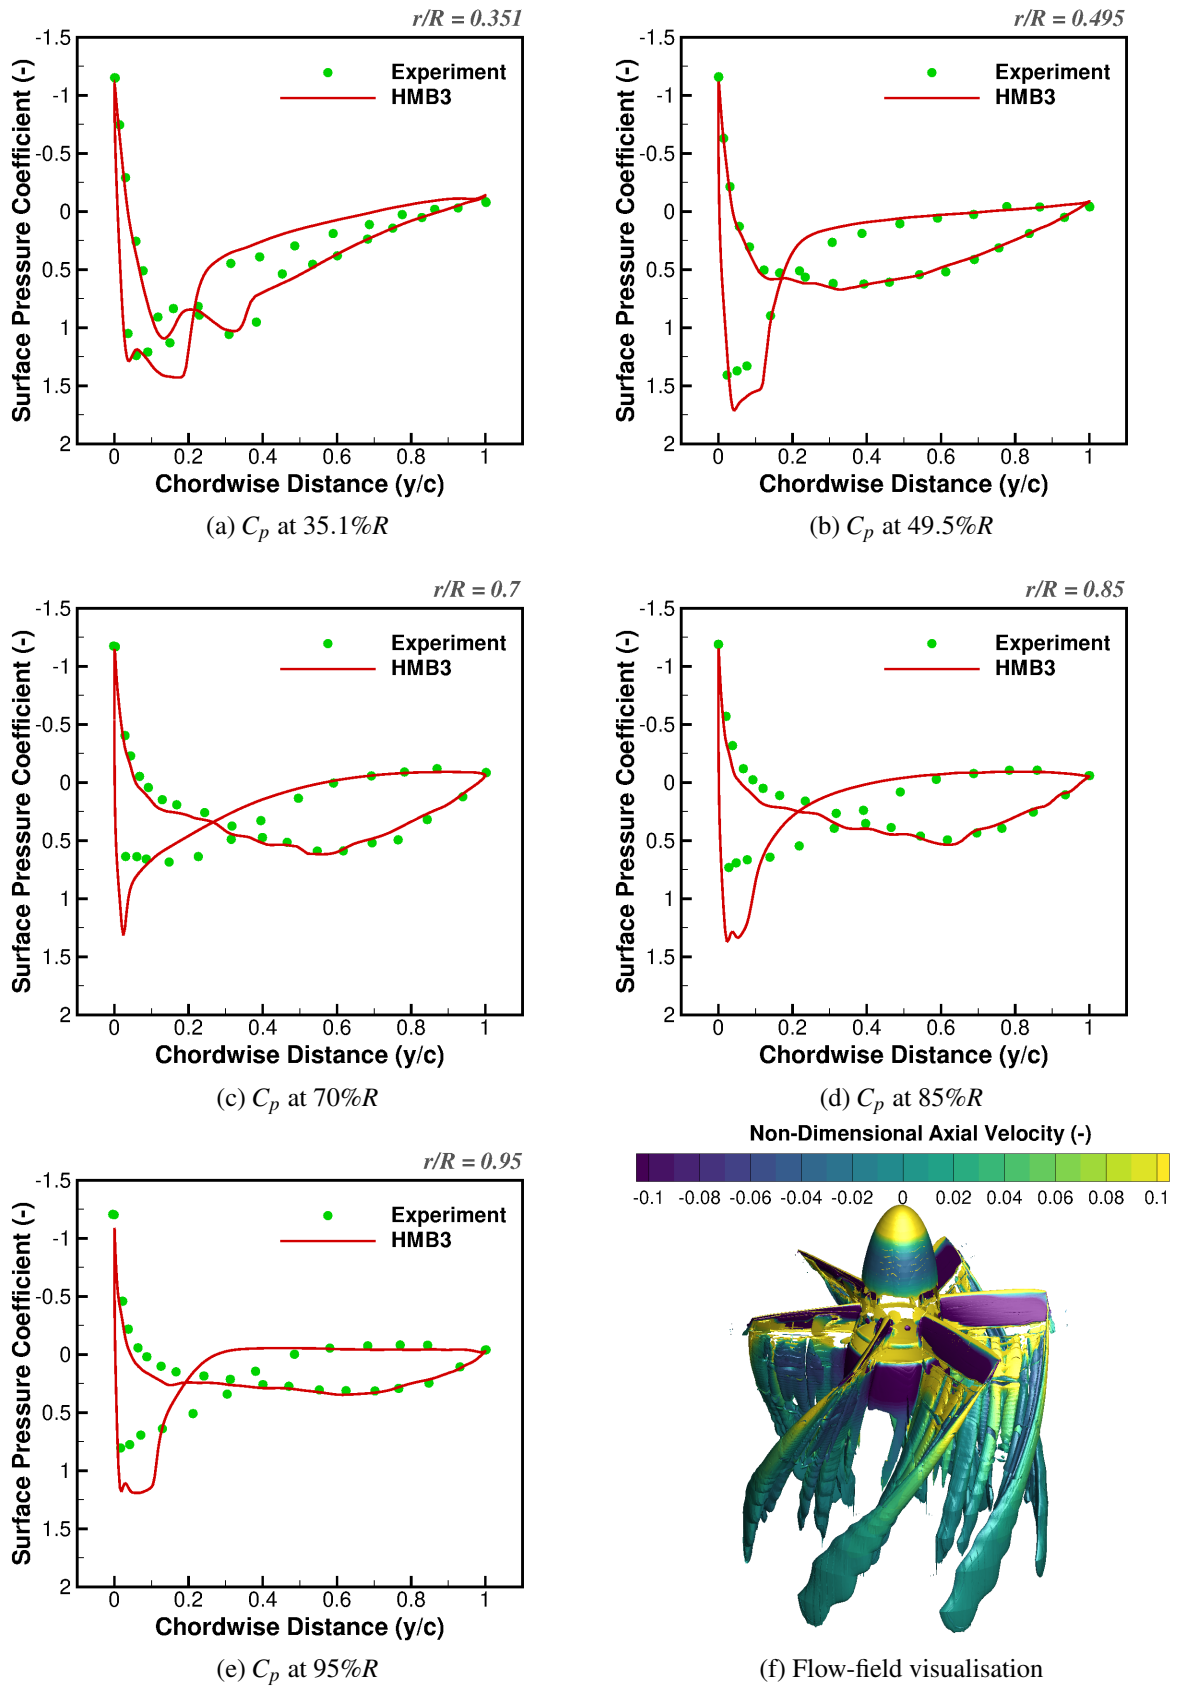 r/R = 0.351
-1.5
-1
-0.5
0
0.5
1
1.5
2
Surface Pressure Coefficient (-)
Experiment
HMB3
0 0.2 0.4 0.6 0.8 1
Chordwise Distance (y/c)
(a) Cp at 35.1%R
r/R = 0.495
-1.5
-1
-0.5
0
0.5
1
1.5
2
Surface Pressure Coefficient (-)
Experiment
HMB3
0 0.2 0.4 0.6 0.8 1
Chordwise Distance (y/c)
(b) Cp at 49.5%R
r/R = 0.7
-1.5
-1
-0.5
0
0.5
1
1.5
2
Surface Pressure Coefficient (-)
Experiment
HMB3
0 0.2 0.4 0.6 0.8 1
Chordwise Distance (y/c)
(c) Cp at 70%R
r/R = 0.85
-1.5
-1
-0.5
0
0.5
1
1.5
2
Surface Pressure Coefficient (-)
Experiment
HMB3
0 0.2 0.4 0.6 0.8 1
Chordwise Distance (y/c)
(d) Cp at 85%R
r/R = 0.95
-1.5
-1
-0.5
0
0.5
1
1.5
2
Surface Pressure Coefficient (-)
Experiment
HMB3
0 0.2 0.4 0.6 0.8 1
Chordwise Distance (y/c)
(e) Cp at 95%R
Non-Dimensional Axial Velocity (-)
-0.1 -0.08 -0.06 -0.04 -0.02 0 0.02 0.04 0.06 0.08 0.1
(f) Flow-field visualisation